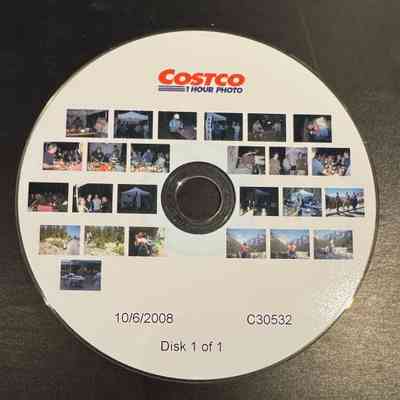 COSTCO
1 HOUR PHOTO
10/6/2008 C30532
Disk 1 of 1